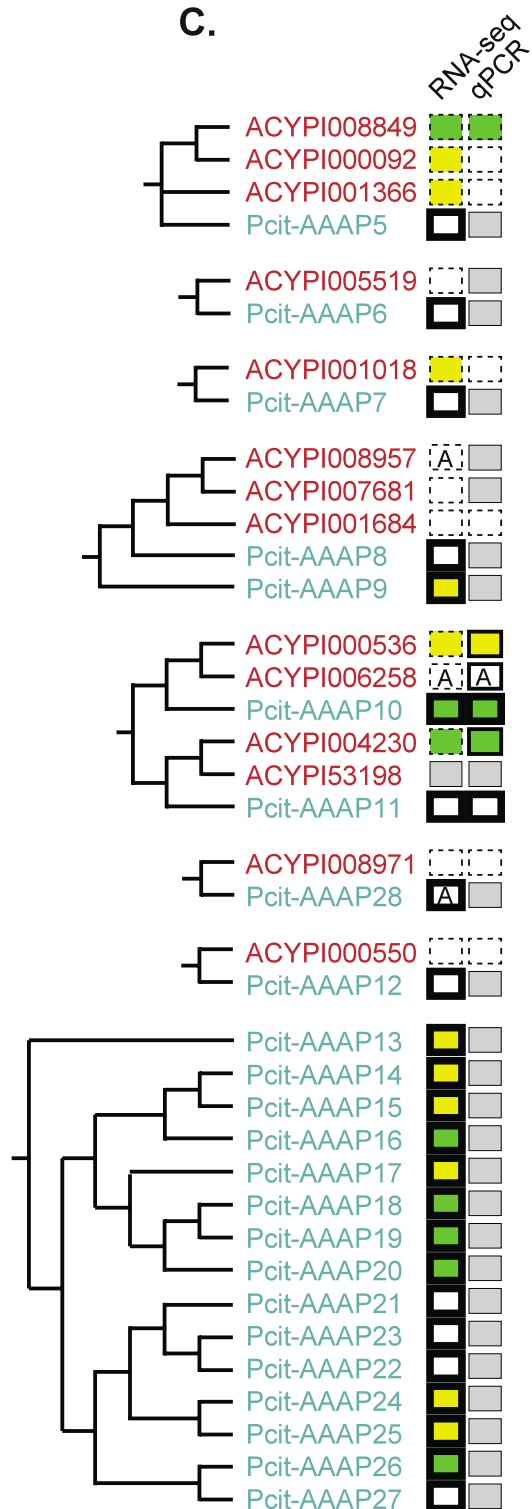 C.
RNA-seq
qPCR
ACYPI008849
ACYPI000092
ACYPI001366
Pcit-AAAP5
ACYPI005519
Pcit-AAAP6
ACYPI001018
Pcit-AAAP7
ACYPI008957 A
ACYPI007681
ACYPI001684
Pcit-AAAP8
Pcit-AAAP9
ACYPI000536
ACYPI006258 A A
Pcit-AAAP10
ACYPI004230
ACYPI53198
Pcit-AAAP11
ACYPI008971
Pcit-AAAP28 A
ACYPI000550
Pcit-AAAP12
Pcit-AAAP13
Pcit-AAAP14
Pcit-AAAP15
Pcit-AAAP16
Pcit-AAAP17
Pcit-AAAP18
Pcit-AAAP19
Pcit-AAAP20
Pcit-AAAP21
Pcit-AAAP23
Pcit-AAAP22
Pcit-AAAP24
Pcit-AAAP25
Pcit-AAAP26
Pcit-AAAP27